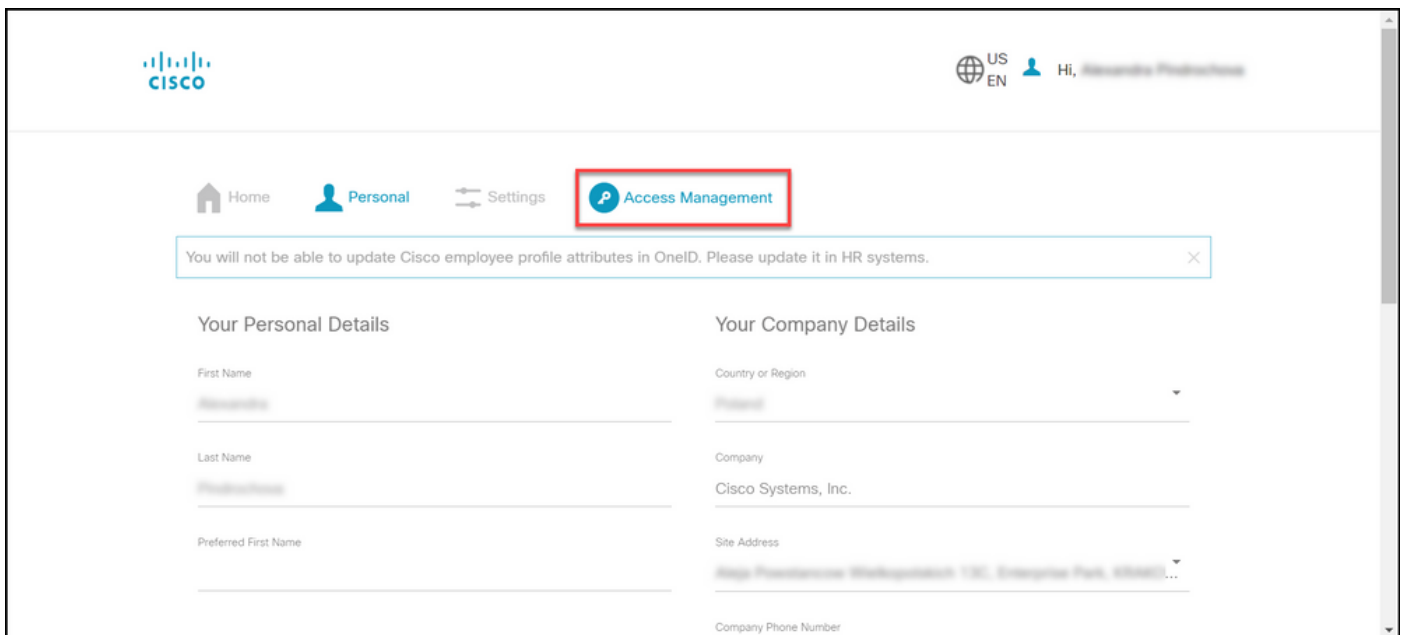 CISCO
US
EN
Hi,
Home Personal Settings Access Management
You will not be able to update Cisco employee profile attributes in OneID. Please update it in HR systems.
Your Personal Details
Your Company Details
First Name
Country or Region
Last Name
Company
Cisco Systems, Inc.
Preferred First Name
Site Address
Company Phone Number